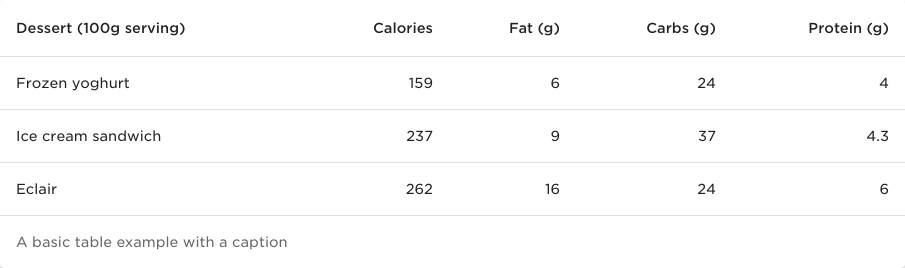 Dessert (100g serving) Calories Fat (g) Carbs (g) Protein (g)
Frozen yoghurt 159 6 24 4
Ice cream sandwich 237 9 37 4.3
Eclair 262 16 24 6
A basic table example with a caption